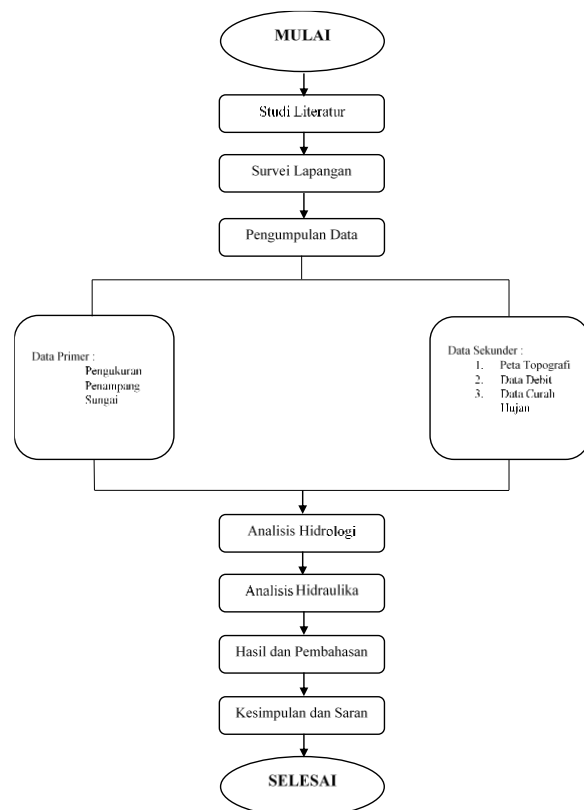 MULAI
Studi Literatur
Survei Lapangan
Pengumpulan Data
Data Primer :
Pengukuran
Penampang
Sungai
Data Sekunder :
1. Peta Topografi
2. Data Debit
3. Data Curah
Hujan
Analisis Hidrologi
Analisis Hidraulika
Hasil dan Pembahasan
Kesimpulan dan Saran
SELESAI